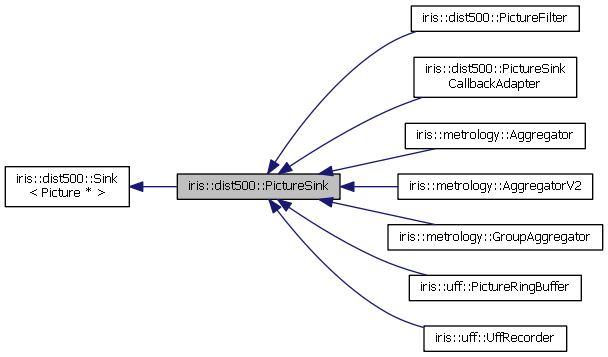 iris::dist500::PictureFilter
iris::dist500::PictureSink
CallbackAdapter
iris::metrology::Aggregator
iris::dist500::Sink
< Picture * >
iris::dist500::PictureSink
iris::metrology::AggregatorV2
iris::metrology::GroupAggregator
iris::uff::PictureRingBuffer
iris::uff::UffRecorder